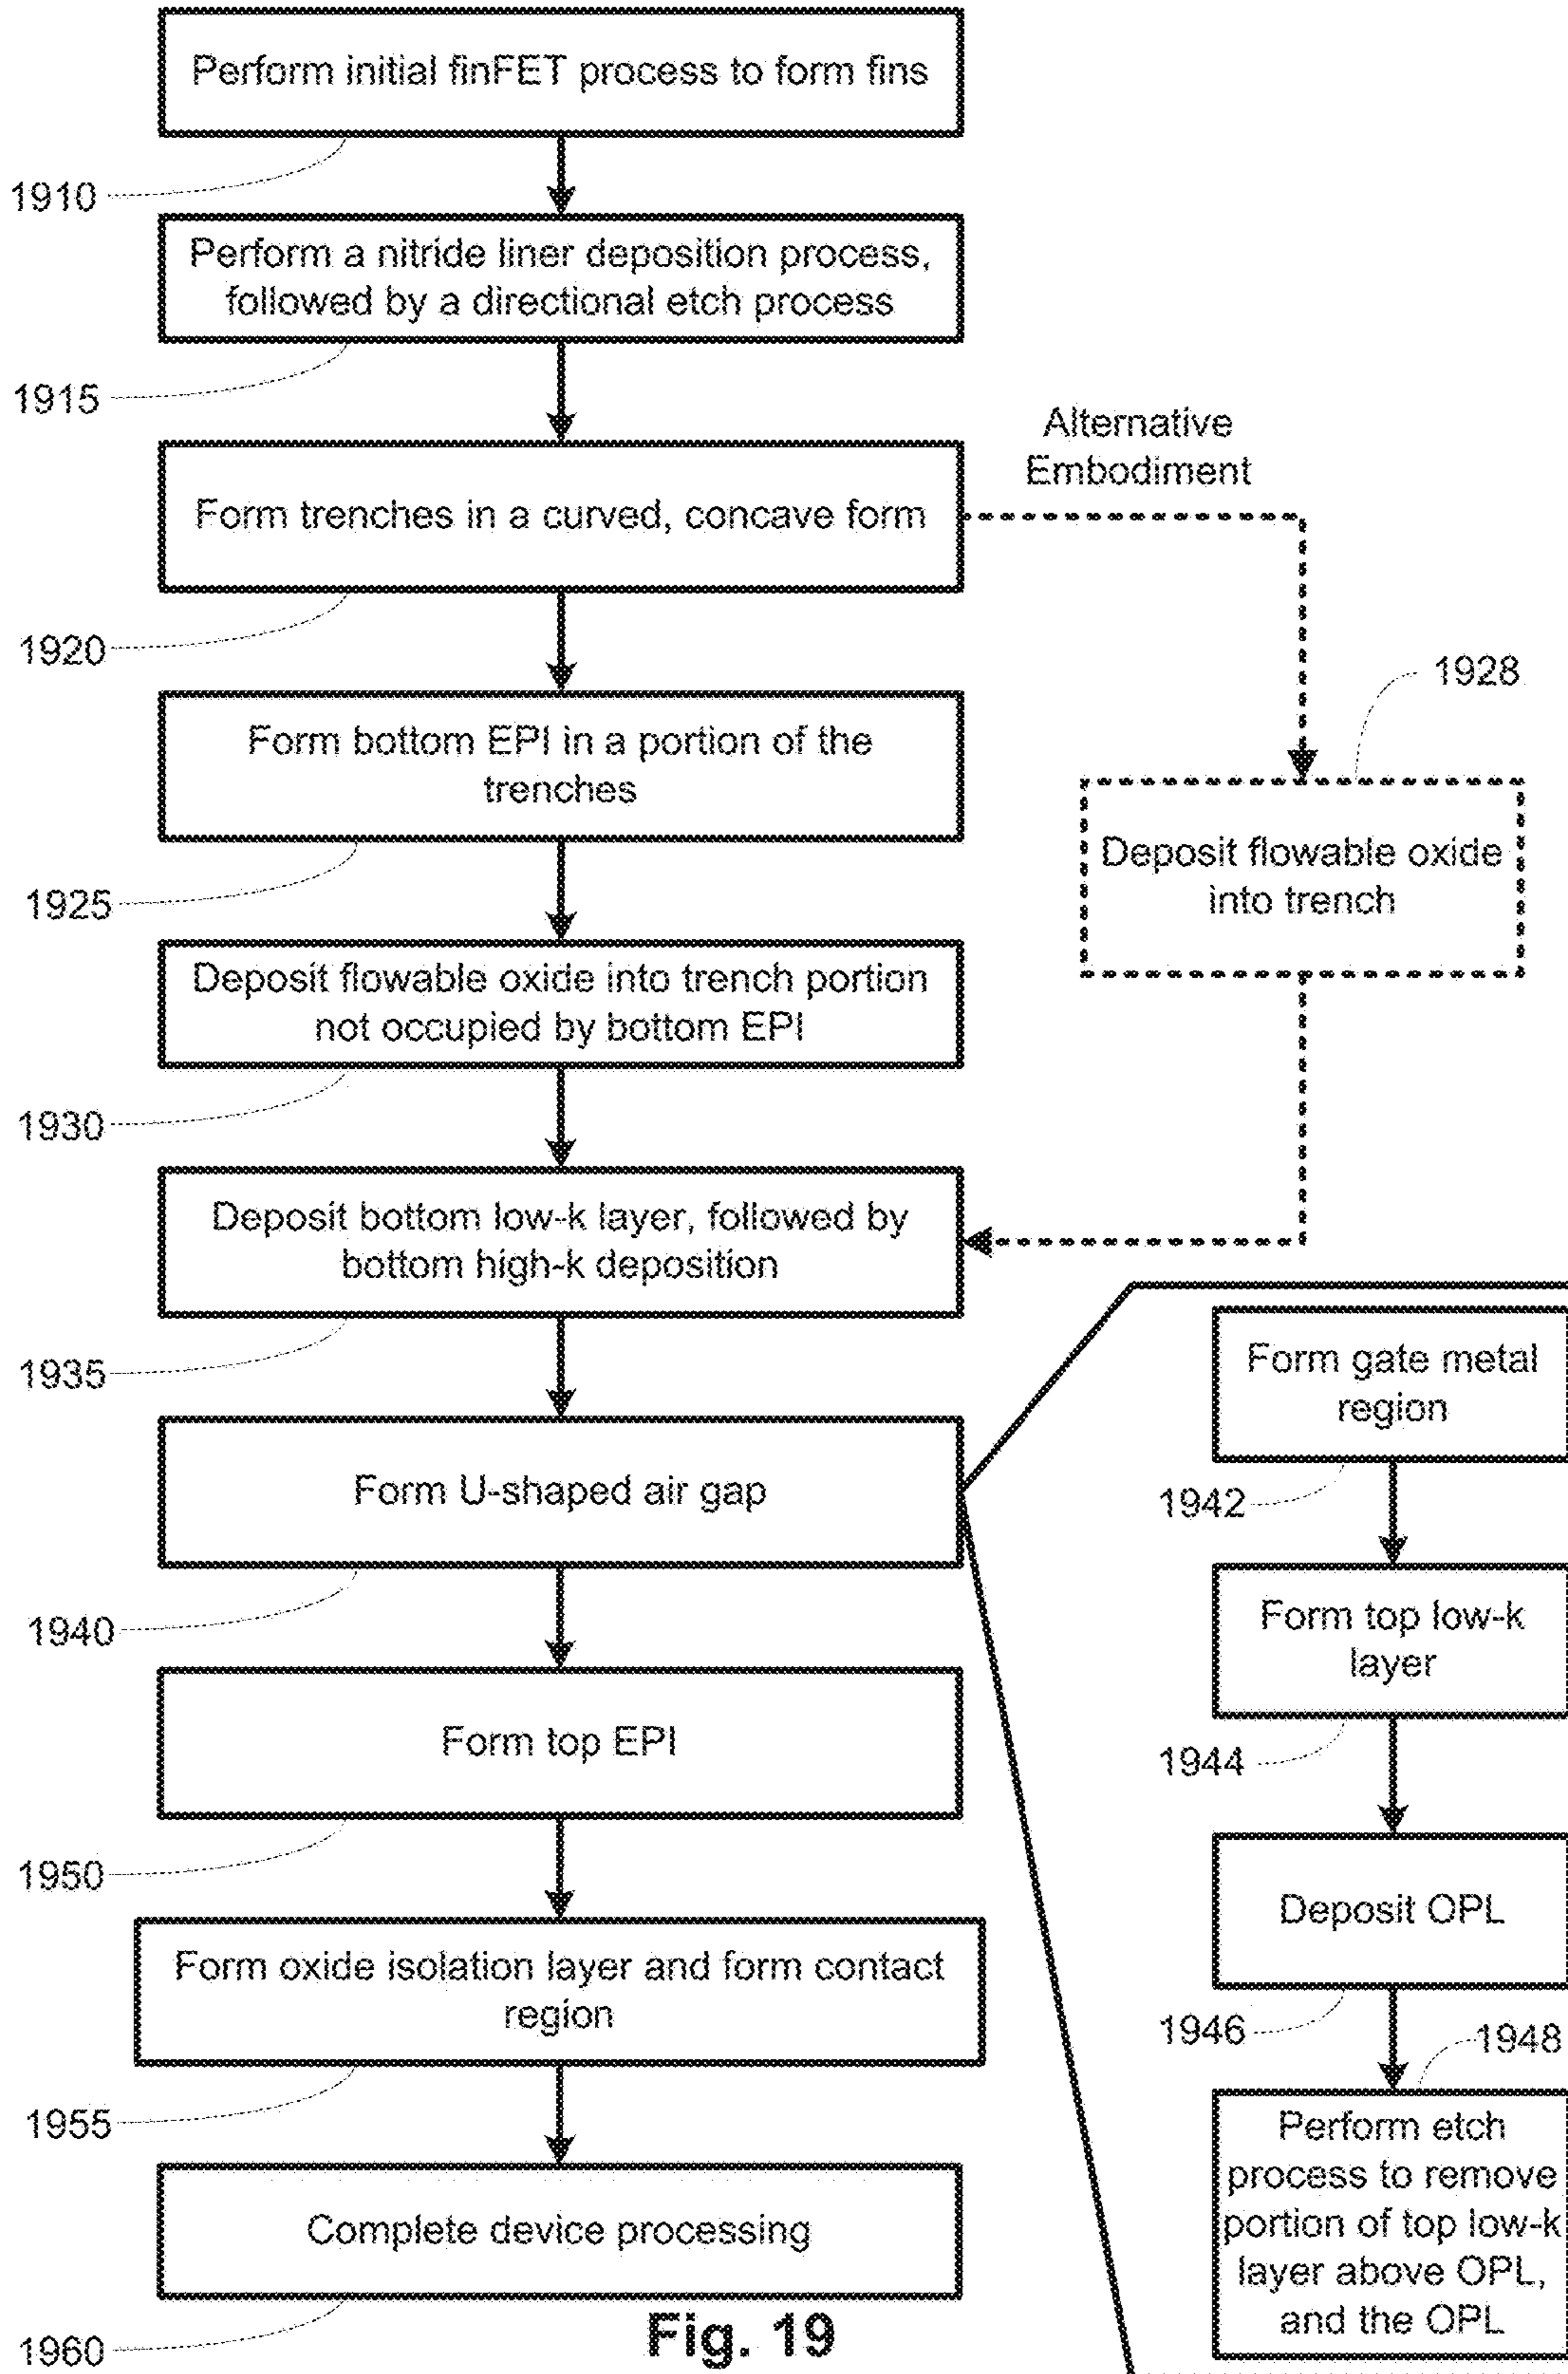 Perform initial finFET process to form fins
1910
Perform a nitride liner deposition process,
followed by a directional etch process
1915
Alternative
Embodiment
Form trenches in a curved, concave form
1920
1928
Form bottom EPI in a portion of the
trenches
1925
Deposit flowable oxide
into trench
Deposit flowable oxide into trench portion
not occupied by bottom EPI
1930
Deposit bottom low-k layer, followed by
bottom high-k deposition
1935
Form U-shaped air gap
1940
Form top EPI
1950
Form oxide isolation layer and form contact
region
1955
Complete device processing
1960
Form gate metal
region
1942
Form top low-k
layer
1944
Deposit OPL
1946
1948
Perform etch
process to remove
portion of top low-k
layer above OPL,
and the OPL
Fig. 19